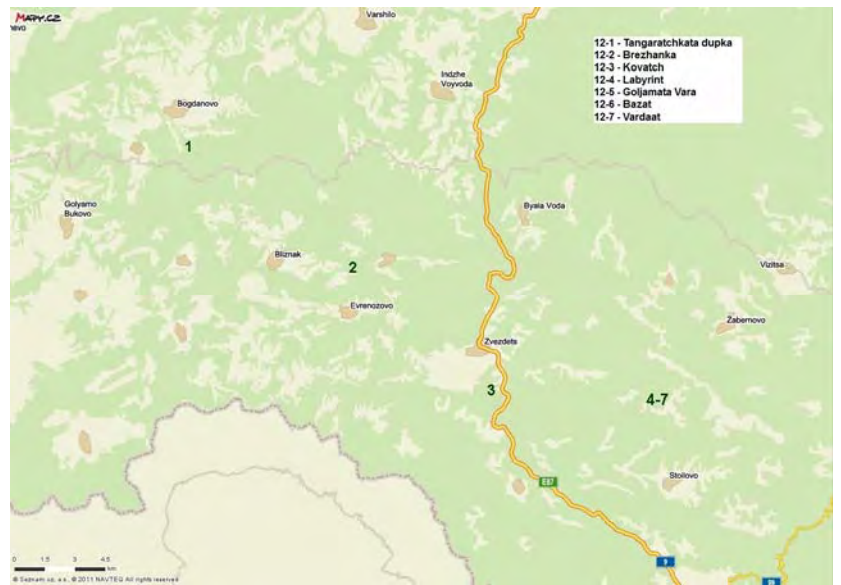 Mapy.cz
Varshilo
12-1 - Tangaratchkata dupka
12-2 - Brezhanka
12-3 - Kovatch
12-4 - Labyrint
12-5 - Goljamata Vara
12-6 - Bazat
12-7 - Vardaat
Indzhe
Voyvoda
Bogdanovo
1
Golyamo
Bukovo
Byala Voda
Bliznak
2
Vizitsa
Evrenozovo
Zabernovo
Zvezdets
3
4-7
Stoilovo
E87
0 1.5 3 4.5
km
9
© Seznam.cz, a.s., © 2011 NAVTEQ All rights reserved